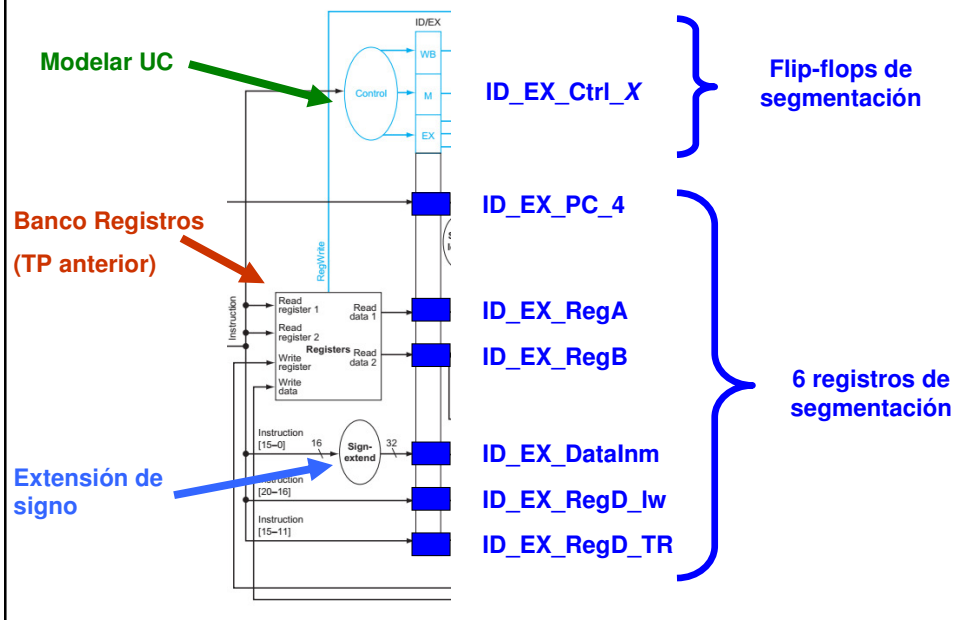 ID/EX
Modelar UC
WB
Control
M
EX
ID_EX_Ctrl_X
Flip-flops de
segmentación
ID_EX_PC_4
Banco Registros
(TP anterior)
RegWrite
Instruction
Read
register 1
Read
data 1
Read
register 2
Registers
Read
data 2
Write
register
Write
data
ID_EX_RegA
ID_EX_RegB
6 registros de
segmentación
Instruction
[15–0]
16
Sign-
extend
32
ID_EX_DataInm
Extensión de
signo
[20–16]
ID_EX_RegD_lw
Instruction
[15–11]
ID_EX_RegD_TR